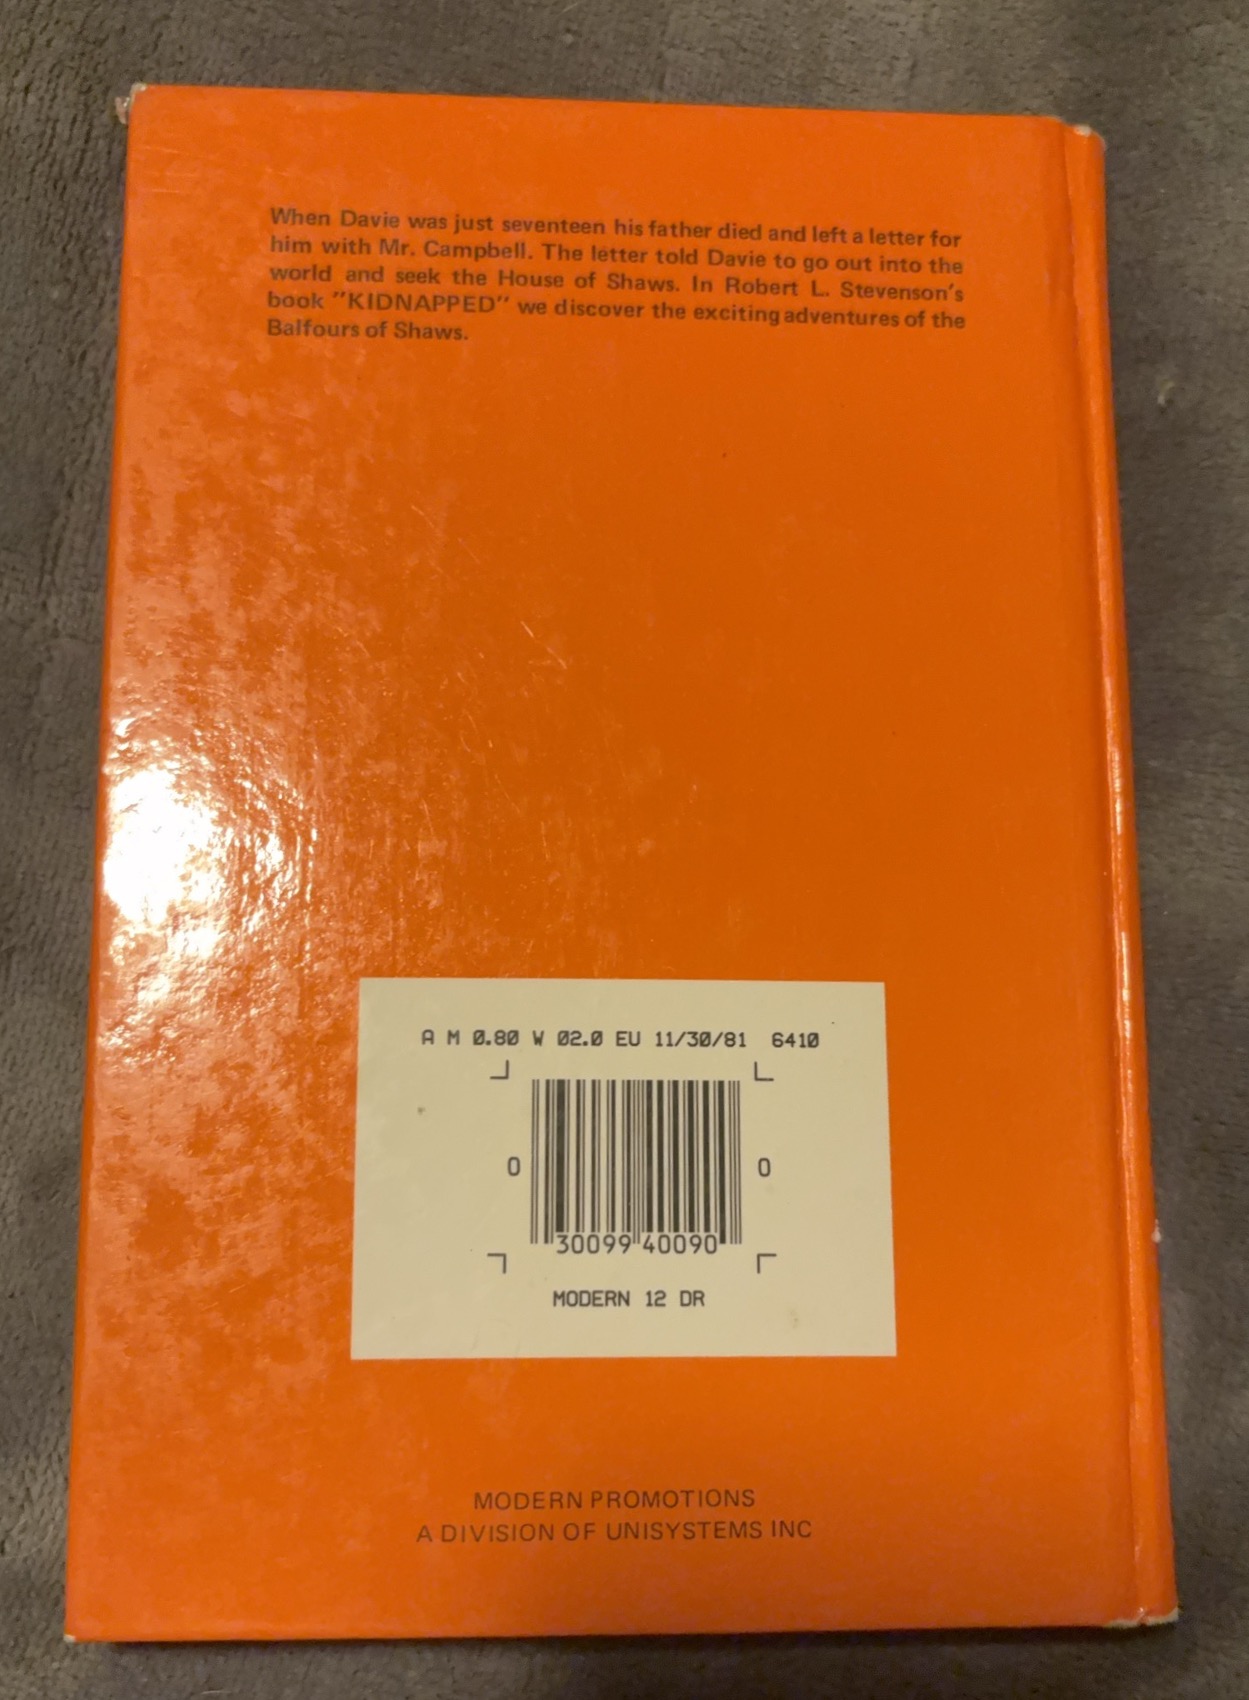 When Davie was just seventeen his father died and left a letter for
him with Mr. Campbell. The letter told Davie to go out into the
world and seek the House of Shaws. In Robert L. Stevenson's
book "KIDNAPPED" we discover the exciting adventures of the
Balfours of Shaws.
A M 0.80 W 02.0 EU 11/30/81 6410
0 0
30099 40090
MODERN 12 DR
MODERN PROMOTIONS
A DIVISION OF UNISYSTEMS INC